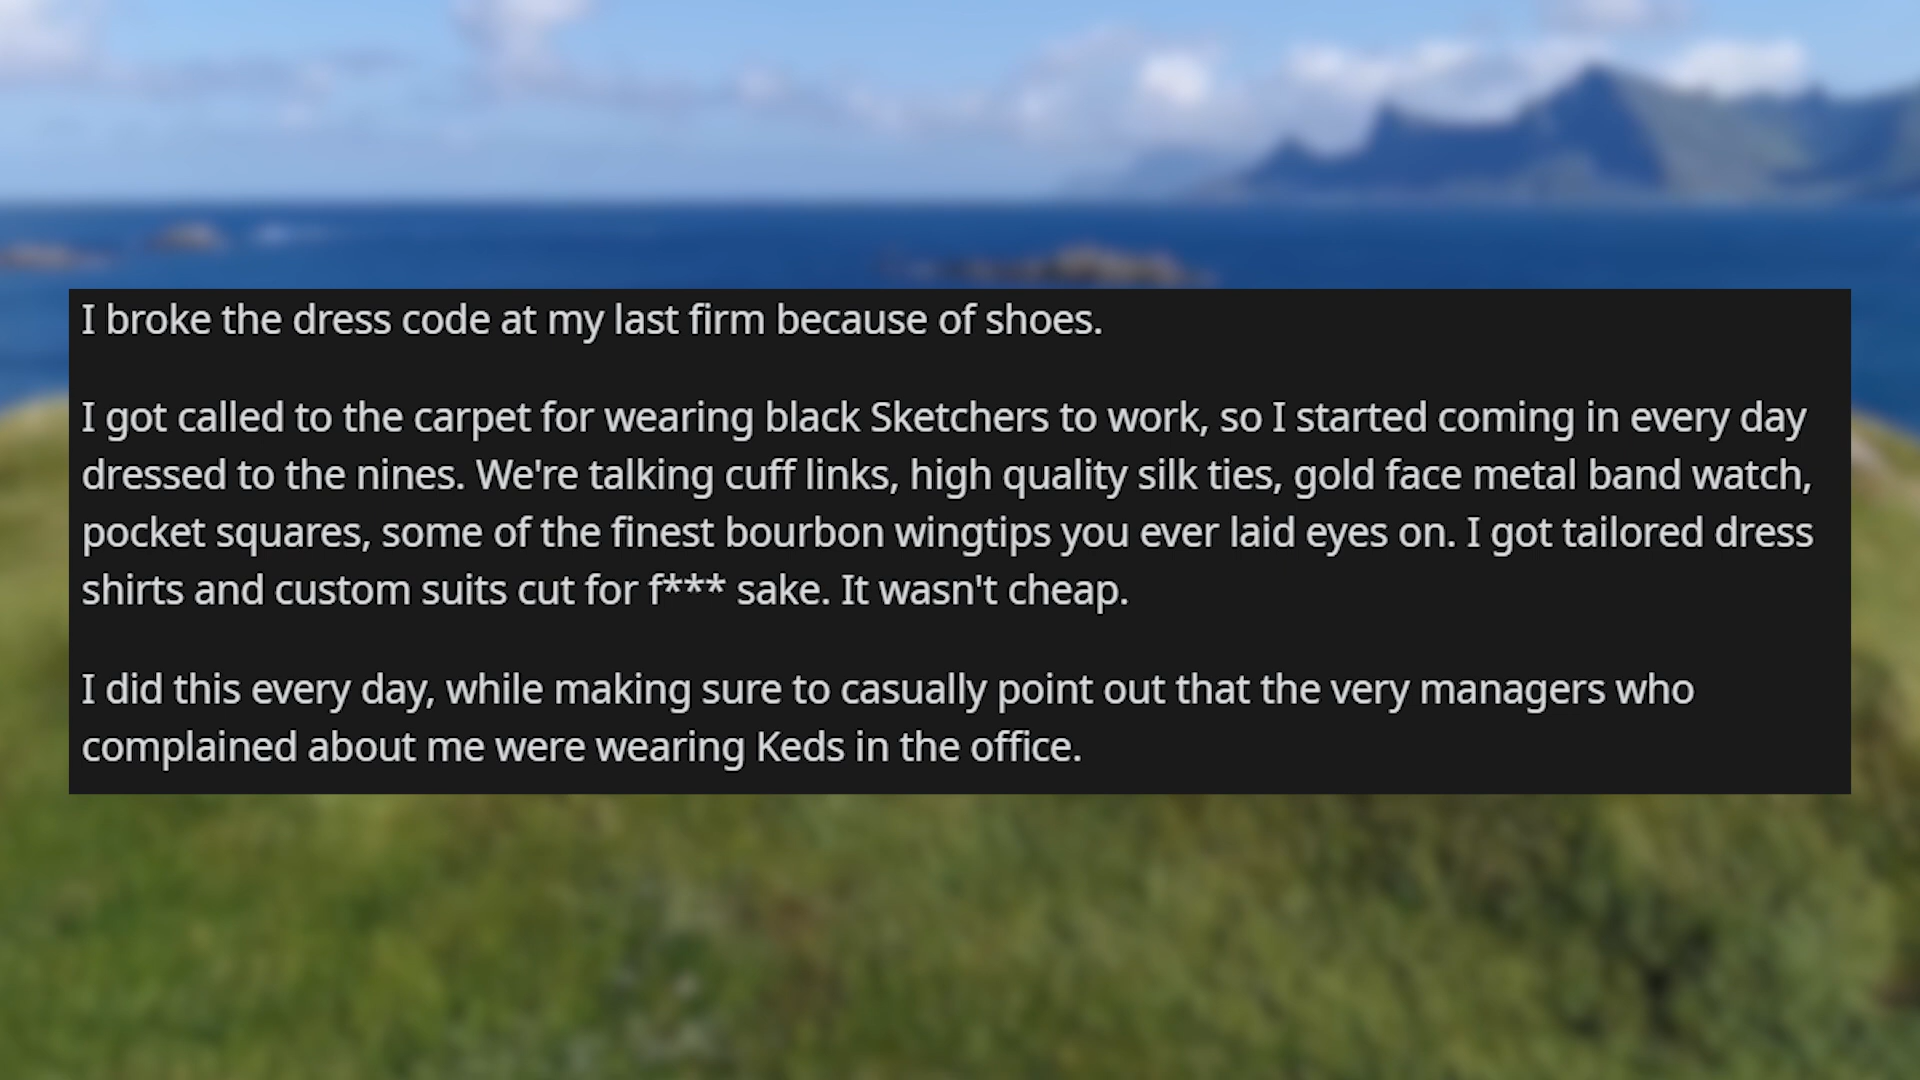 I broke the dress code at my last firm because of shoes.
I got called to the carpet for wearing black Sketchers to work, so I started coming in every day
dressed to the nines. We're talking cuff links, high quality silk ties, gold face metal band watch,
pocket squares, some of the finest bourbon wingtips you ever laid eyes on. I got tailored dress
shirts and custom suits cut for f*** sake. It wasn't cheap.
I did this every day, while making sure to casually point out that the very managers who
complained about me were wearing Keds in the office.